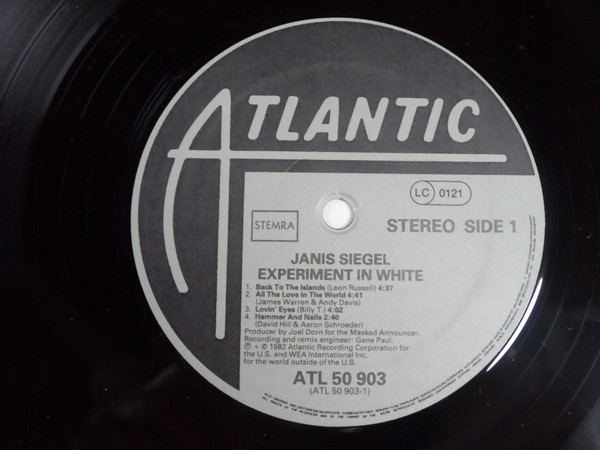 ATLANTIC
LC 0121
STEMRA
STEREO SIDE 1
JANIS SIEGEL
EXPERIMENT IN WHITE
1. Back To The Islands (Leon Russell) 4:37
2. All The Love In The World 4:41
(James Warren & Andy Davis)
3. Lovin' Eyes (Billy T.) 4:02
4. Hammer And Nails 2:40
(David Hill & Aaron Schroeder)
Producer by Joel Dorn for the Masked Announcer.
Recording and remix engineer: Gene Paul.
℗ + © 1982 Atlantic Recording Corporation for
the U.S. and WEA International Inc.
for the world outside of the U.S.
ATL 50 903
(ATL 50 903-1)